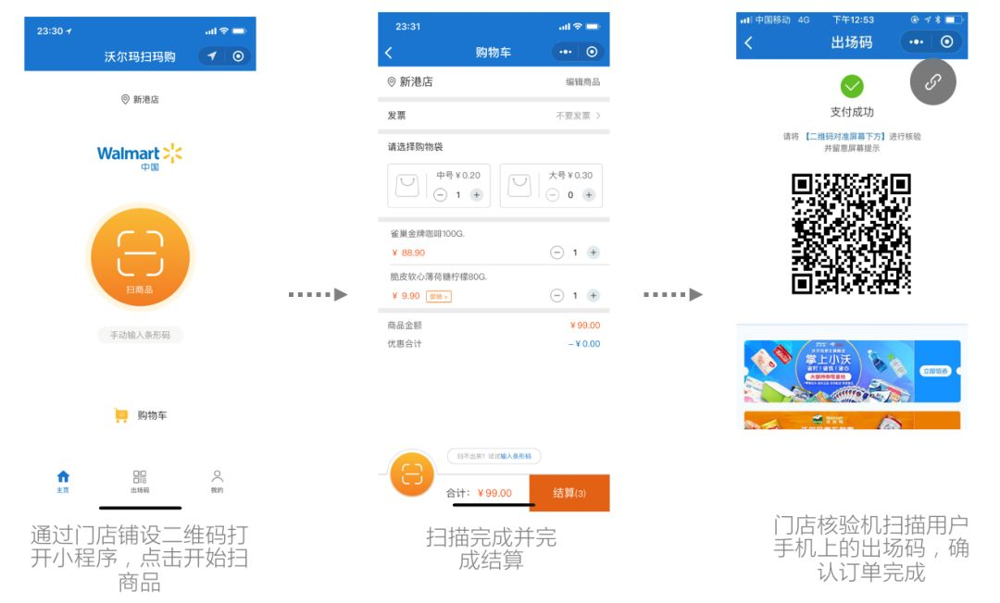 23:30
沃尔玛扫玛购
新港店
Walmart
中国
扫商品
手动输入条形码
0
购物车
主页
出场码
我的
通过门店铺设二维码打
开小程序，点击开始扫
商品
23:31
购物车
新港店
编辑商品
发票
不要发票 >
请选择购物袋
中号 ¥ 0.20
1
大号 ¥ 0.30
0
雀巢金牌咖啡100G.
¥ 88.90
1
脆皮软心薄荷糖柠檬80G.
¥ 9.90
促销 >
1
商品金额
¥ 99.00
优惠合计
– ¥ 0.00
扫不出来？试试输入条形码
合计： ¥ 99.00
结算(3)
扫描完成并完
成结算
中国移动 4G
下午12:53
出场码
支付成功
请将 【二维码对准屏幕下方】进行核验
并留意屏幕提示
掌上小沃
省时 | 省钱 | 省心
立即领券
Walmart
门店核验机扫描用户
手机上的出场码，确
认订单完成